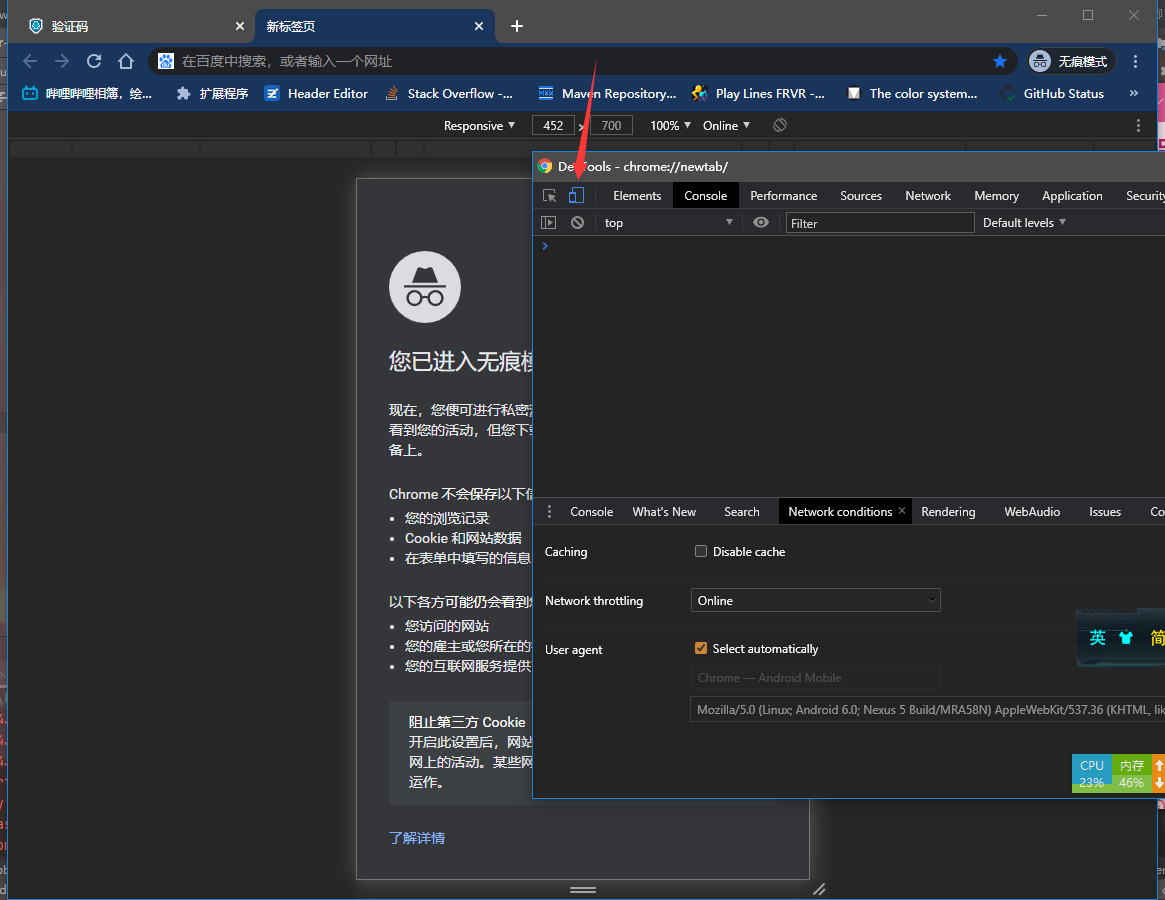 验证码
新标签页
在百度中搜索，或者输入一个网址
无痕模式
哔哩哔哩相簿，绘...
扩展程序
Header Editor
Stack Overflow -...
Maven Repository...
Play Lines FRVR -...
The color system...
GitHub Status
»
Responsive
452
×
700
100%
Online
DevTools - chrome://newtab/
Elements
Console
Performance
Sources
Network
Memory
Application
Security
top
Filter
Default levels
您已进入无痕模
现在，您便可进行私密
看到您的活动，但您下
备上。
Chrome 不会保存以下信
• 您的浏览记录
• Cookie 和网站数据
• 在表单中填写的信息
以下各方可能仍会看到
• 您访问的网站
• 您的雇主或您所在的
• 您的互联网服务提供
阻止第三方 Cookie
开启此设置后，网站
网上的活动。某些网
运作。
了解详情
Console
What's New
Search
Network conditions
Rendering
WebAudio
Issues
Co
Caching
Disable cache
Network throttling
Online
User agent
Select automatically
Chrome — Android Mobile
Mozilla/5.0 (Linux; Android 6.0; Nexus 5 Build/MRA58N) AppleWebKit/537.36 (KHTML, lik
英
简
CPU
内存
23%
46%